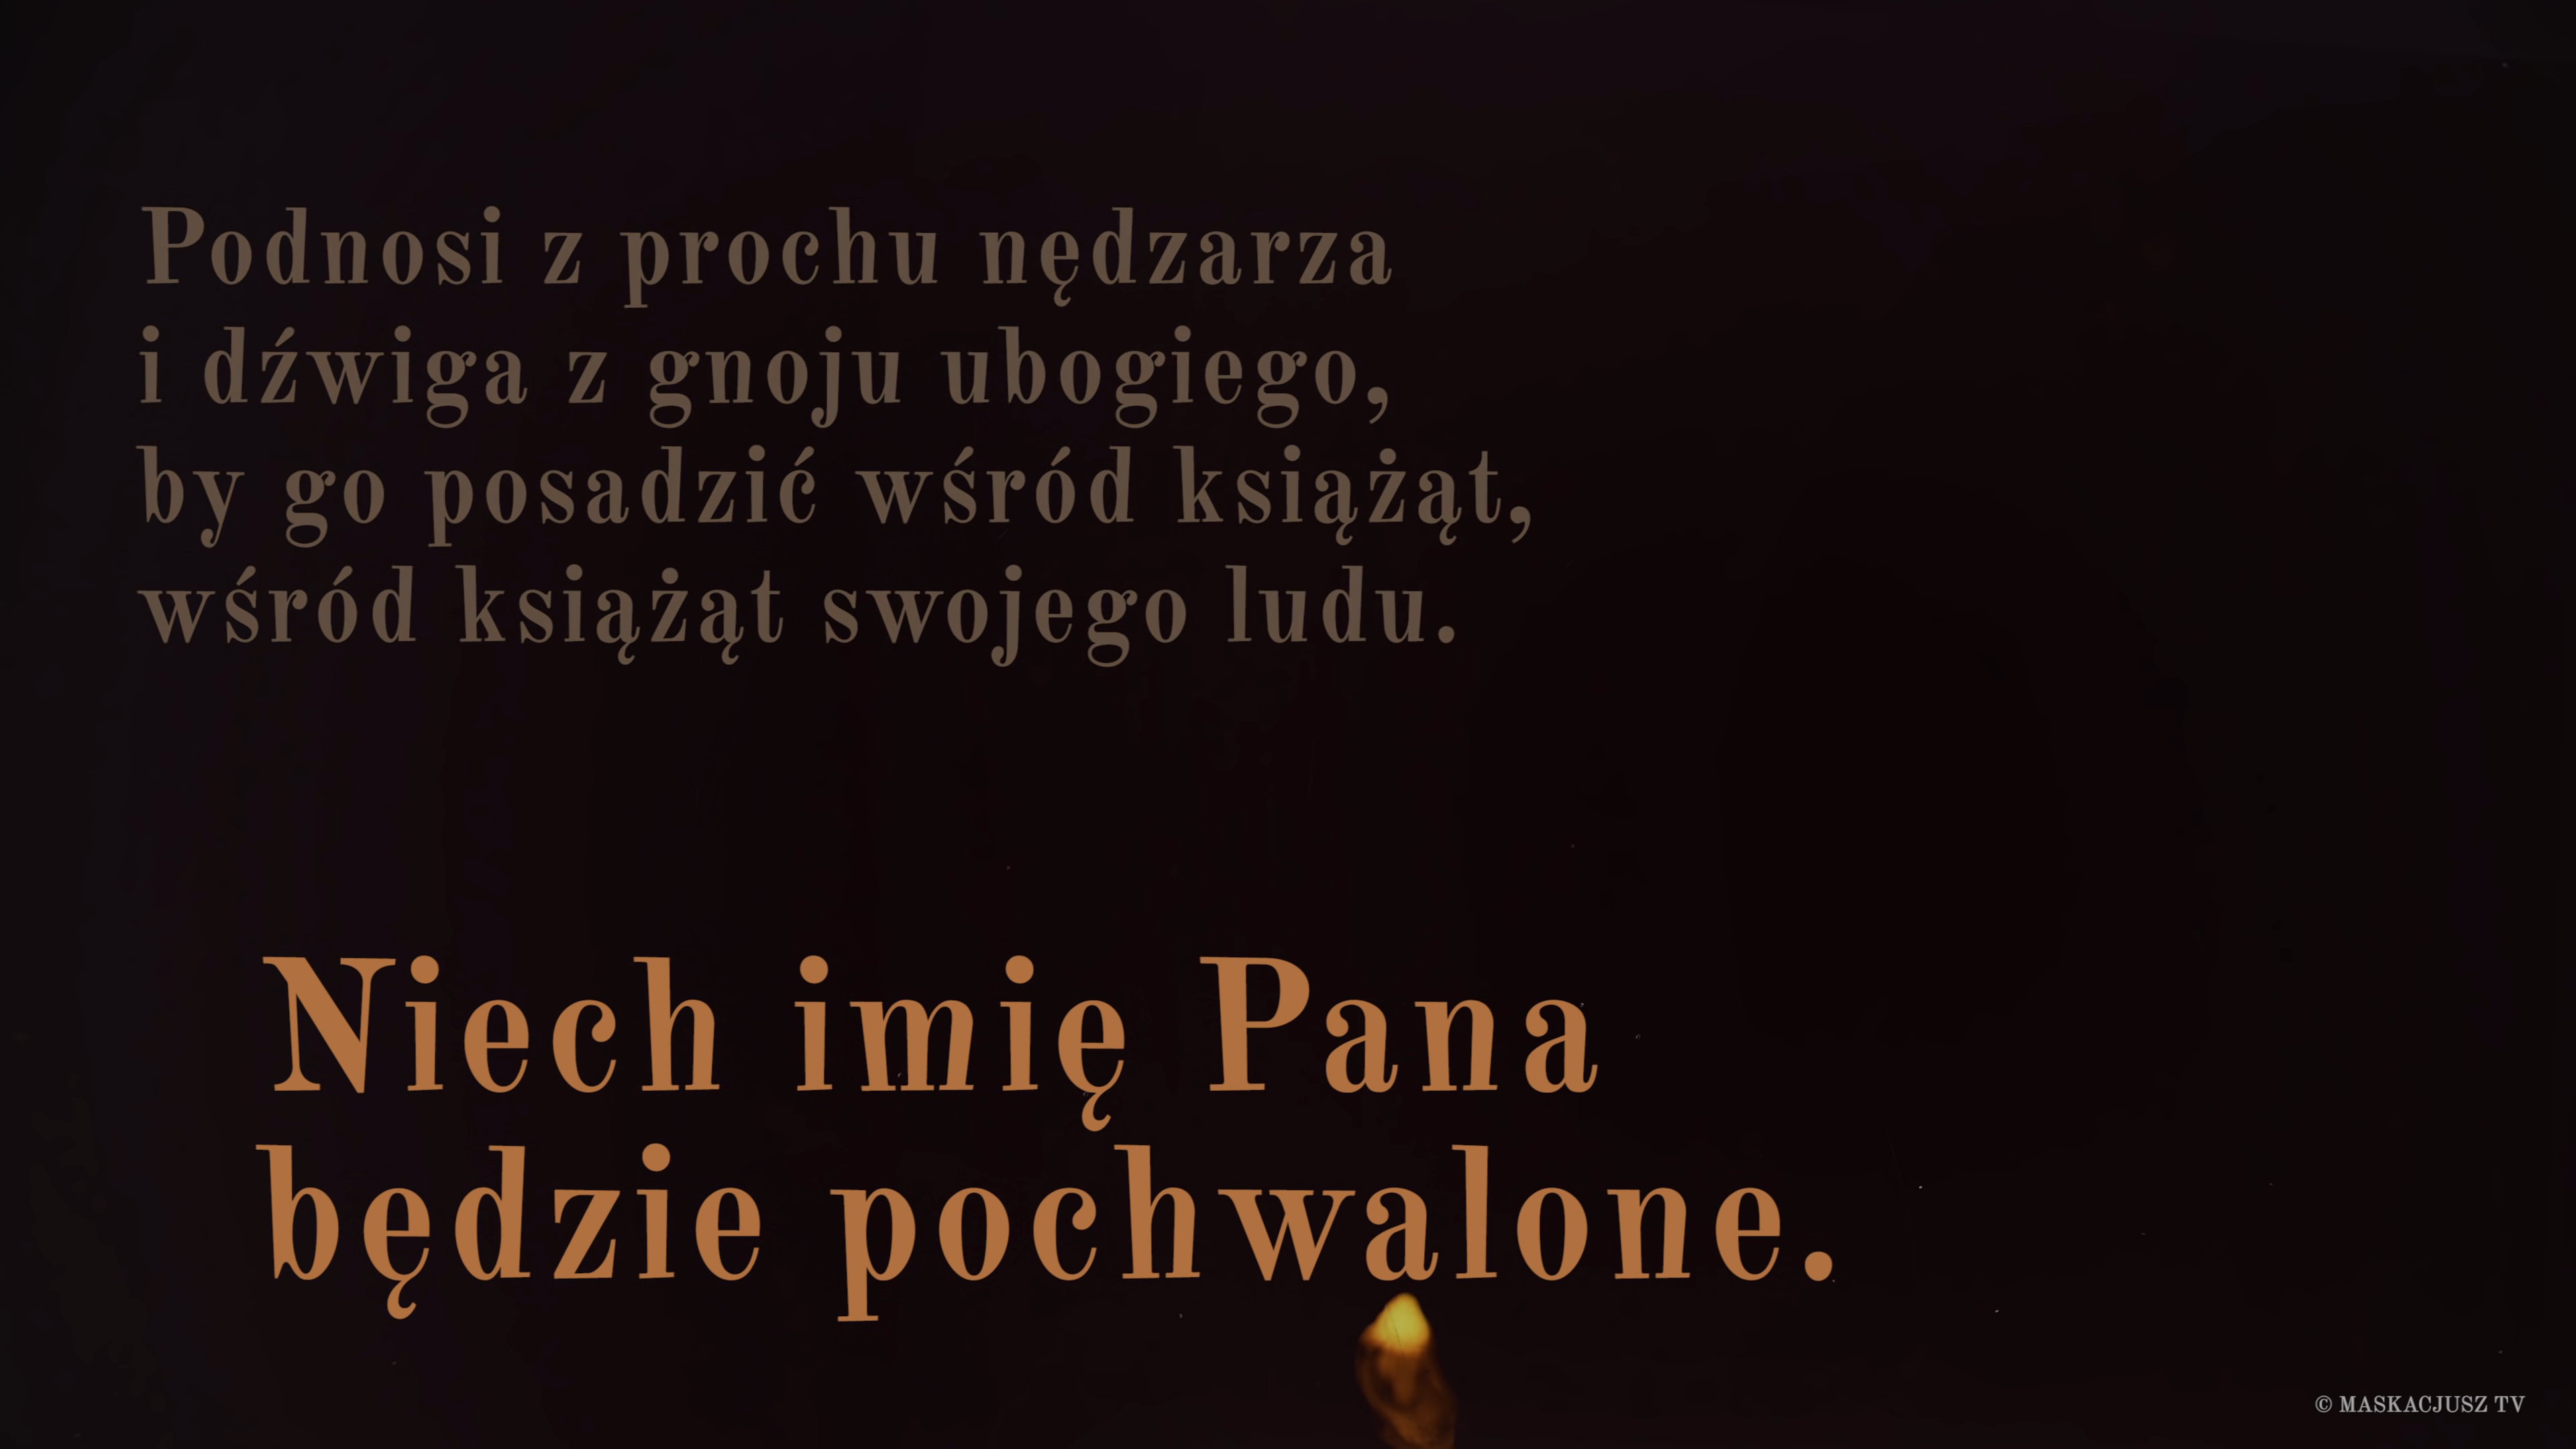 Podnosi z prochu nędzarza
i dźwiga z gnoju ubogiego,
by go posadzić wśród książąt,
wśród książąt swojego ludu.
Niech imię Pana
będzie pochwalone.
© MASKACJUSZ TV